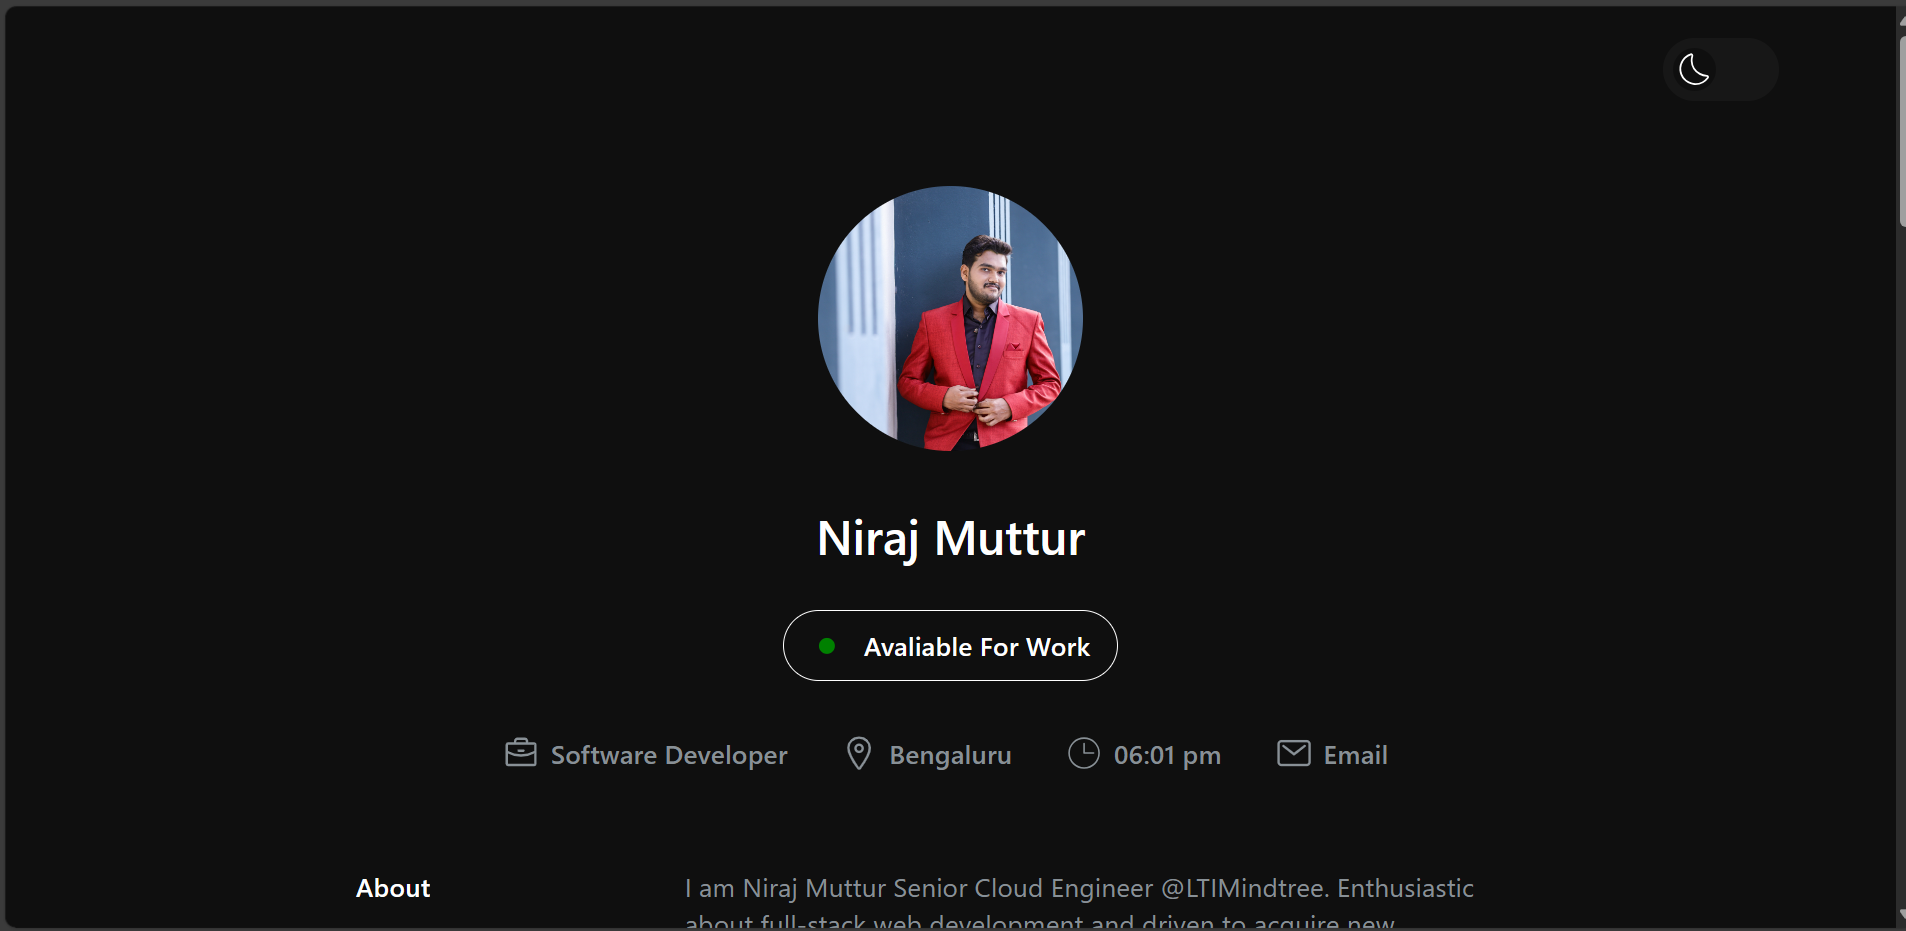 Niraj Muttur
Avaliable For Work
Software Developer
Bengaluru
06:01 pm
Email
About
I am Niraj Muttur Senior Cloud Engineer @LTIMindtree. Enthusiastic
about full-stack web development and driven to acquire new